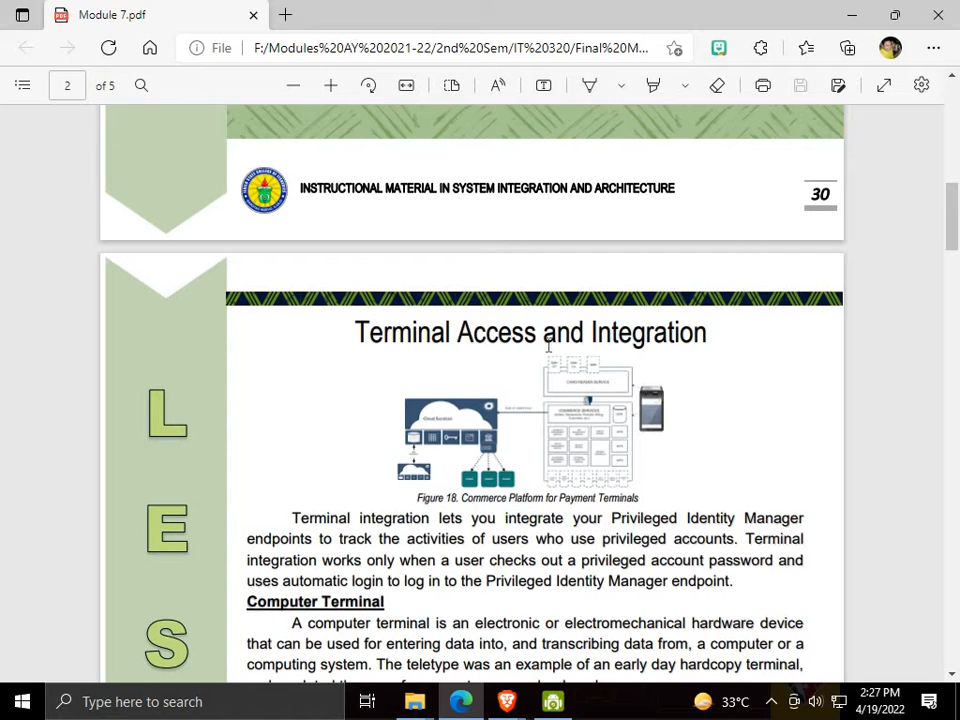 Module 7.pdf
File
F:/Modules%20AY%202021-22/2nd%20Sem/IT%20320/Final%20M...
2
of 5
INSTRUCTIONAL MATERIAL IN SYSTEM INTEGRATION AND ARCHITECTURE
30
Terminal Access and Integration
Cloud Services
COMMERCE SERVICES
Figure 18. Commerce Platform for Payment Terminals
Terminal integration lets you integrate your Privileged Identity Manager
endpoints to track the activities of users who use privileged accounts. Terminal
integration works only when a user checks out a privileged account password and
uses automatic login to log in to the Privileged Identity Manager endpoint.
Computer Terminal
A computer terminal is an electronic or electromechanical hardware device
that can be used for entering data into, and transcribing data from, a computer or a
computing system. The teletype was an example of an early day hardcopy terminal,
L
E
S
Type here to search
33°C
2:27 PM
4/19/2022